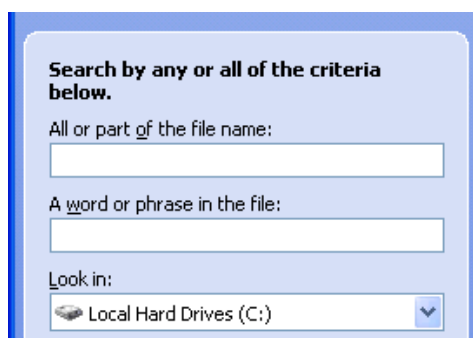 Search by any or all of the criteria
below.
All or part of the file name:
A word or phrase in the file:
Look in:
Local Hard Drives (C:)